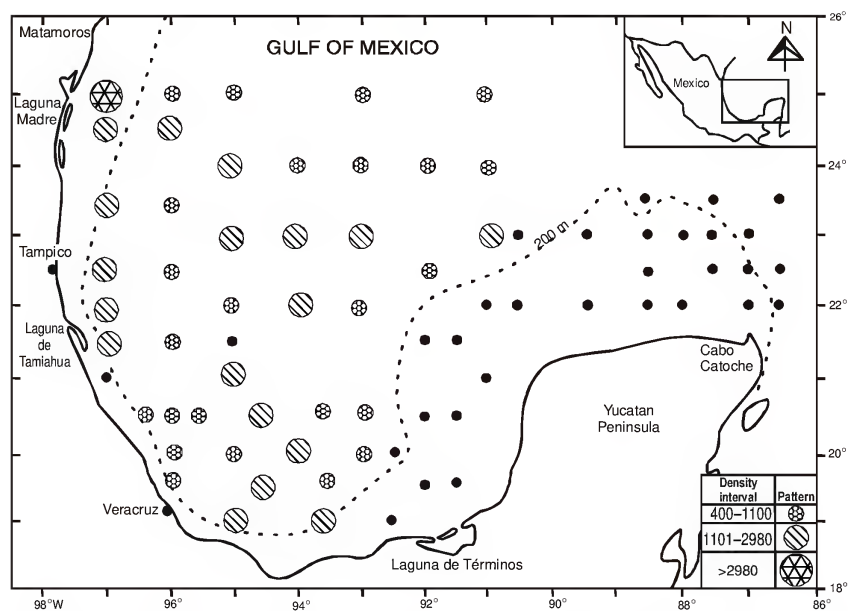 Matamoros
GULF OF MEXICO
N
26°
Mexico
Laguna
Madre
24°
200 m
Tampico
22°
Laguna
de
Tamiahua
Cabo
Catoche
Yucatan
Peninsula
20°
Veracruz
Laguna de Términos
Density
interval
Pattern
400–1100
1101–2980
>2980
18°
98°W
96°
94°
92°
90°
88°
86°